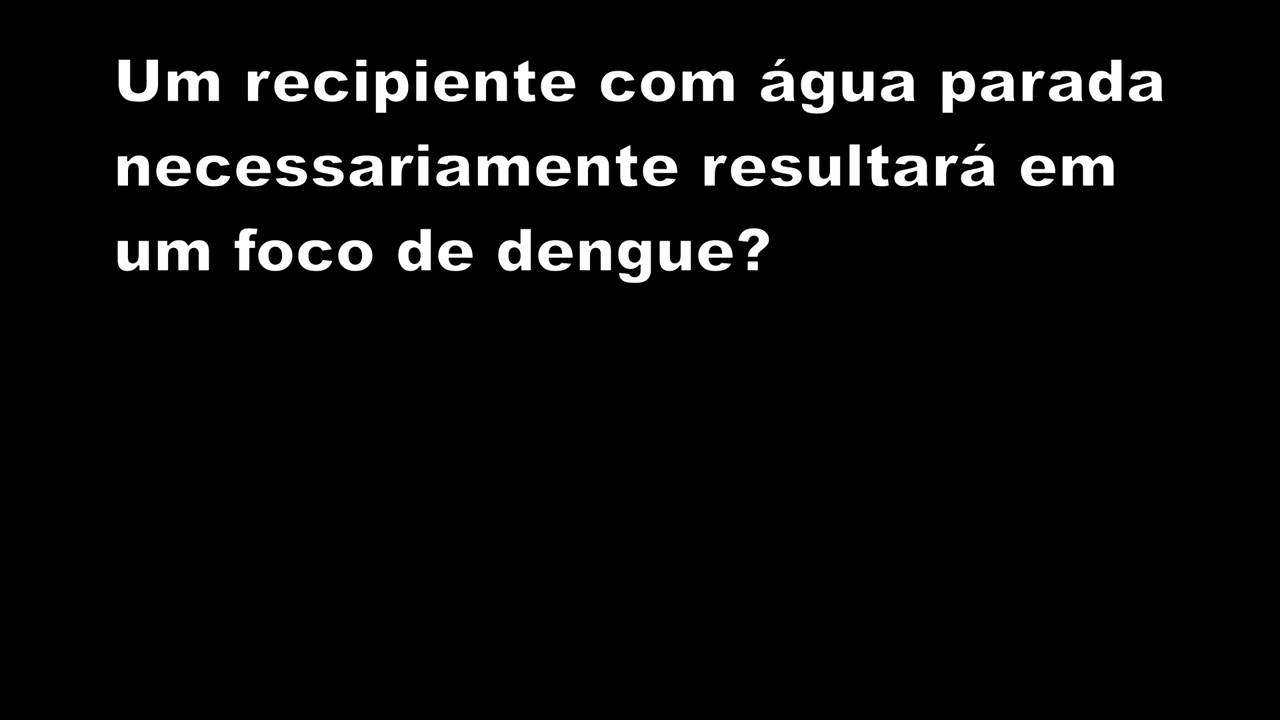 Um recipiente com água parada
necessariamente resultará em
um foco de dengue?